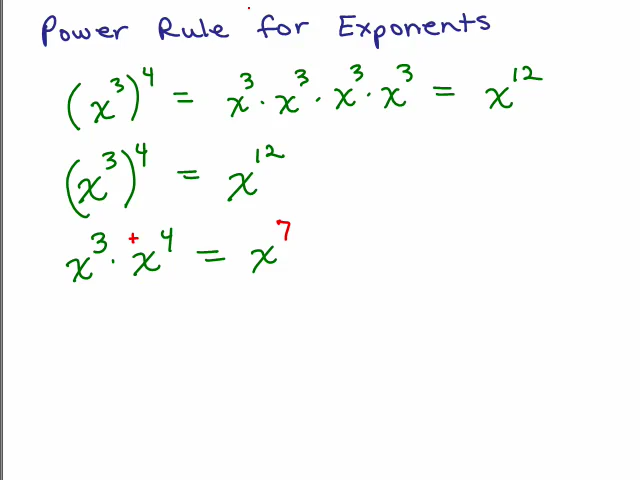 Power Rule for Exponents
(x³)⁴ = x³ · x³ · x³ · x³ = x¹²
(x³)⁴ = x¹²
x³ · ⁺ x⁴ = x⁷